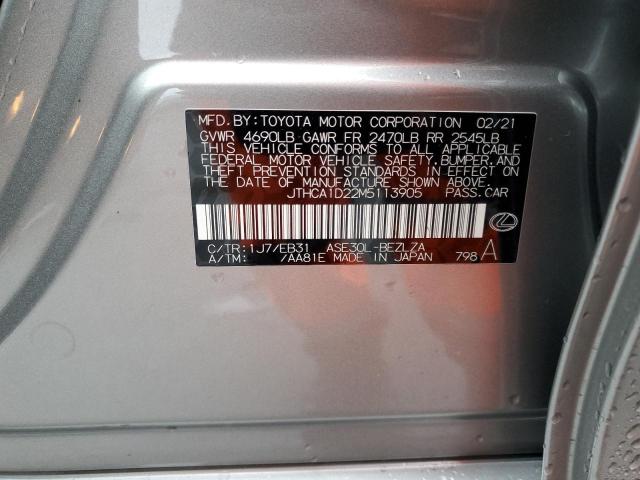 MFD.BY:TOYOTA MOTOR CORPORATION 02/21
GVWR 4690LB GAWR FR 2470LB RR 2545LB
THIS VEHICLE CONFORMS TO ALL APPLICABLE
FEDERAL MOTOR VEHICLE SAFETY,BUMPER,AND
THEFT PREVENTION STANDARDS IN EFFECT ON
THE DATE OF MANUFACTURE SHOWN ABOVE.
JTHCA1D22M5113905 PASS.CAR
C/TR:1J7/EB31 ASE30L-BEZLZA
A/TM: /AA81E MADE IN JAPAN 798 A